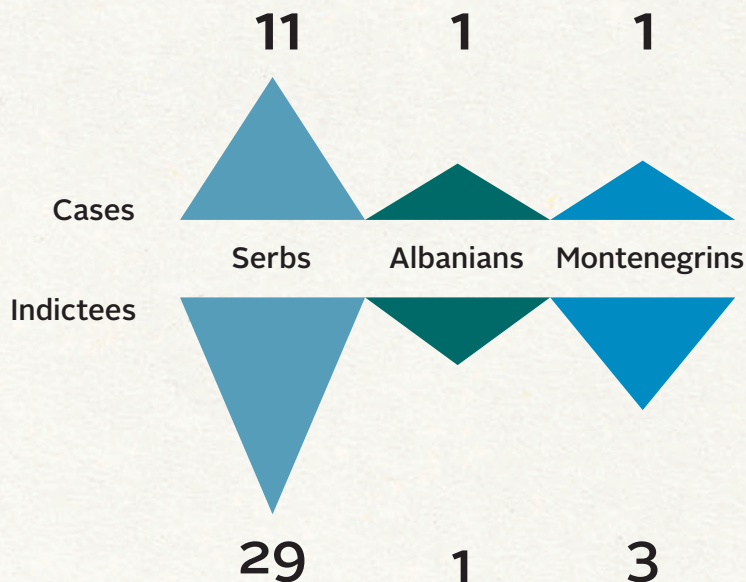 11 1 1
Cases
Serbs Albanians Montenegrins
Indictees
29 1 3